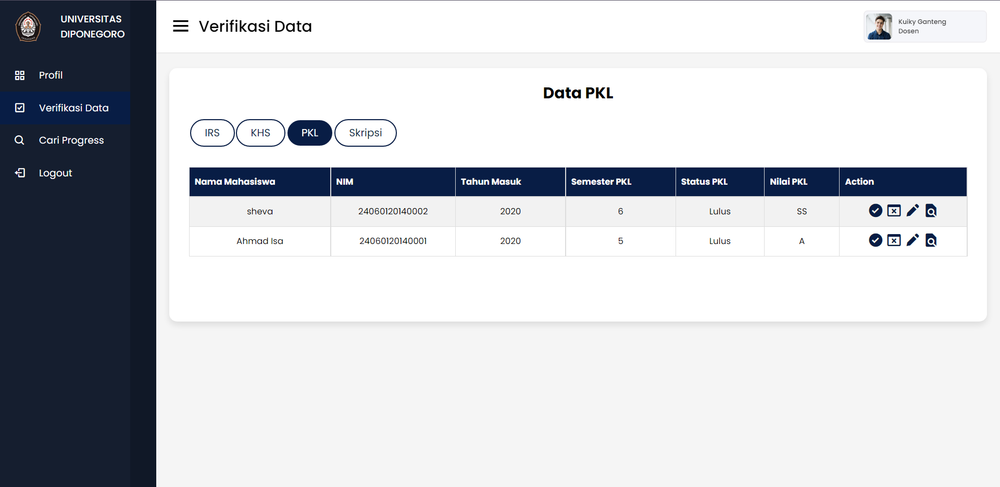 UNIVERSITAS
DIPONEGORO
Profil
Verifikasi Data
Cari Progress
Logout
Verifikasi Data
Kuiky Ganteng
Dosen
Data PKL
IRS KHS PKL Skripsi
Nama Mahasiswa NIM Tahun Masuk Semester PKL Status PKL Nilai PKL Action
sheva 24060120140002 2020 6 Lulus SS
Ahmad Isa 24060120140001 2020 5 Lulus A